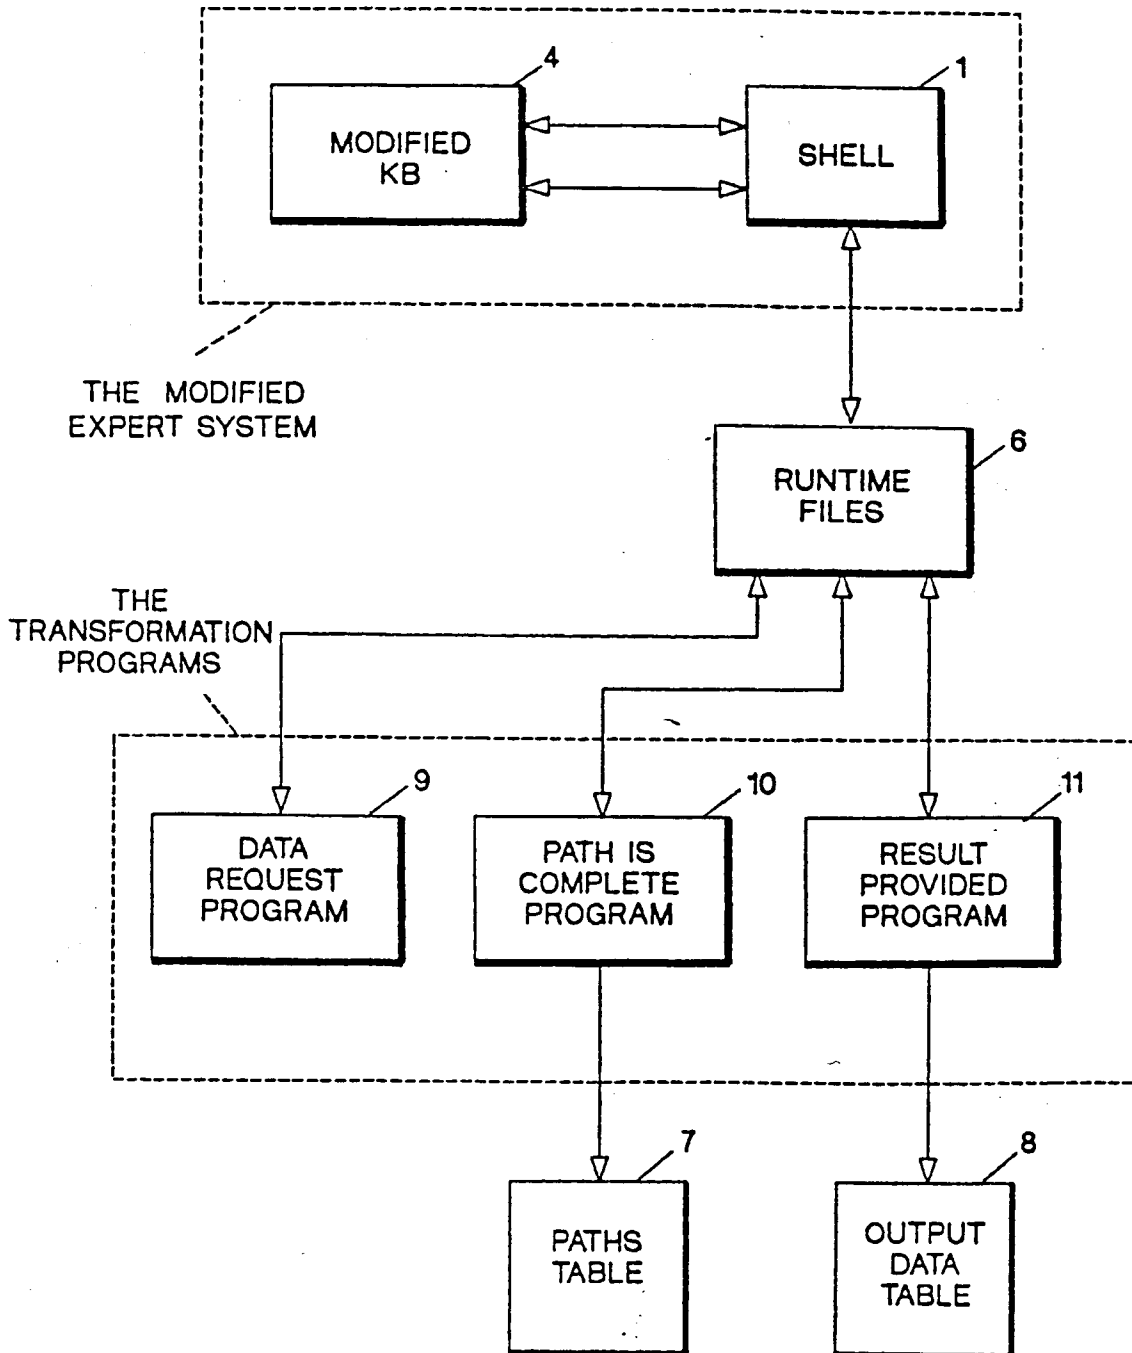 4
1
MODIFIED
KB
SHELL
THE MODIFIED
EXPERT SYSTEM
6
RUNTIME
FILES
THE
TRANSFORMATION
PROGRAMS
9
10
11
DATA
REQUEST
PROGRAM
PATH IS
COMPLETE
PROGRAM
RESULT
PROVIDED
PROGRAM
7
8
PATHS
TABLE
OUTPUT
DATA
TABLE